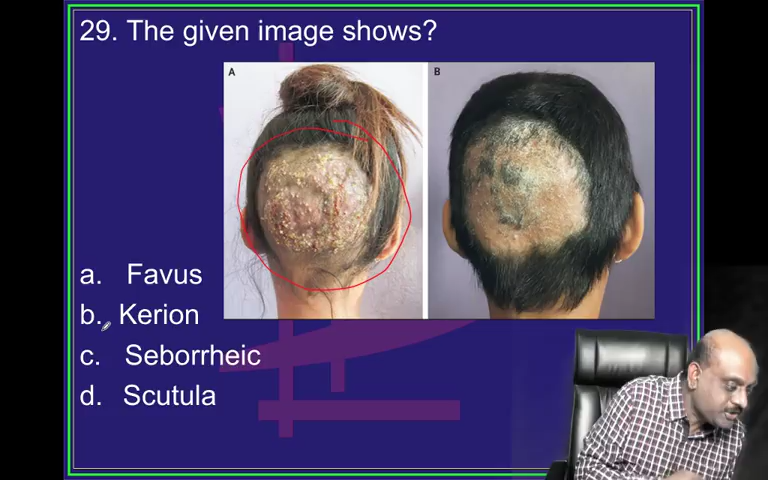 29. The given image shows?
A
B
a. Favus
b. Kerion
c. Seborrheic
d. Scutula